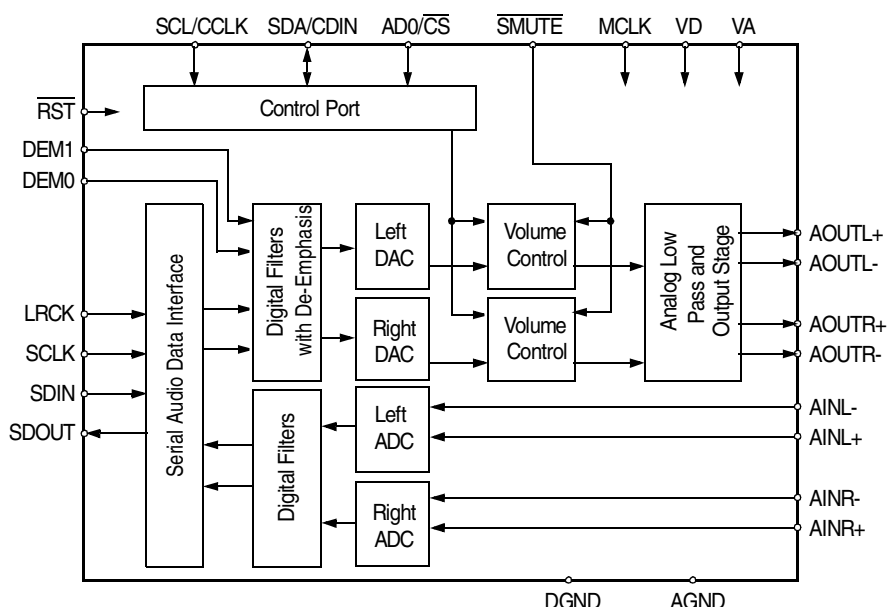 SCL/CCLK
SDA/CDIN
AD0/CS
SMUTE
MCLK
VD
VA
RST
Control Port
DEM1
DEM0
Serial Audio Data Interface
Digital Filters
with De-Emphasis
Left
DAC
Volume
Control
Analog Low
Pass and
Output Stage
AOUTL+
AOUTL-
LRCK
SCLK
SDIN
SDOUT
Right
DAC
Volume
Control
AOUTR+
AOUTR-
Digital Filters
Left
ADC
AINL-
AINL+
Right
ADC
AINR-
AINR+
DGND
AGND